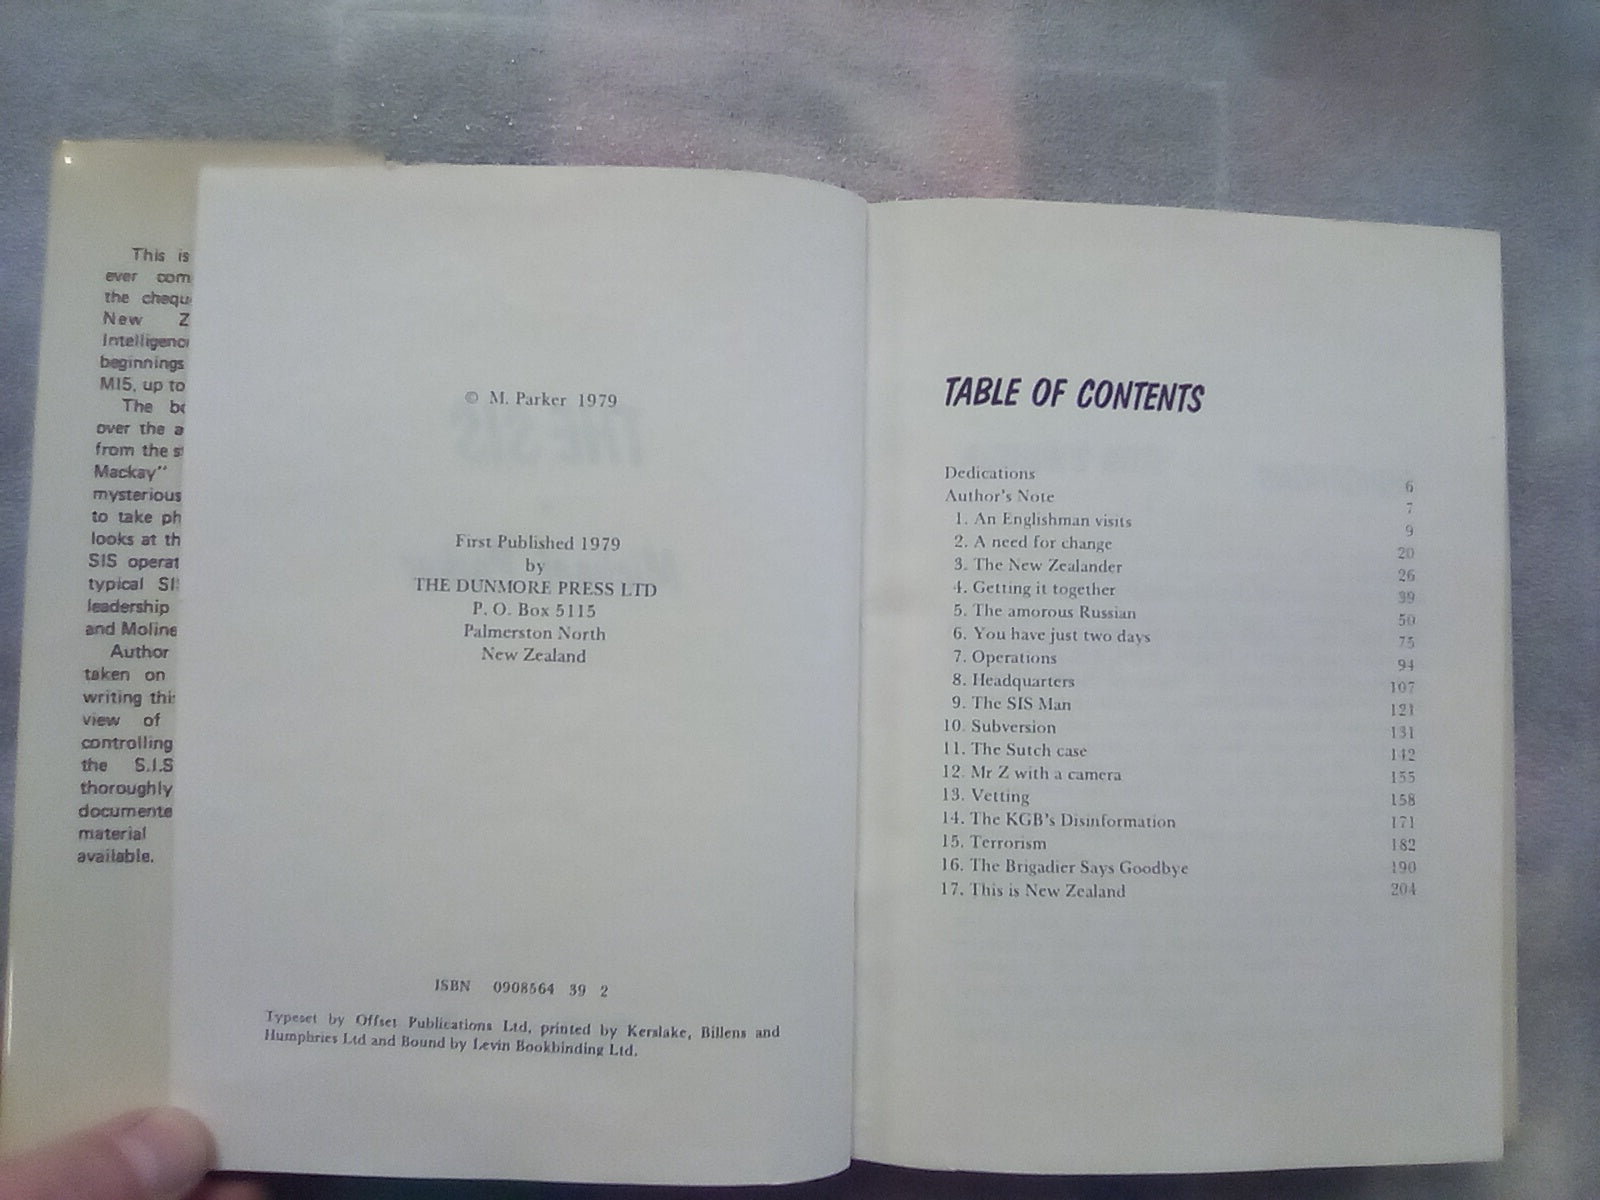 This is
ever com
the chequ
New Z
Intelligenc
beginnings
MI5, up to
The bo
over the a
from the s
Mackay"
mysterious
to take ph
looks at th
SIS operat
typical SI
leadership
and Moline
Author
taken on
writing thi
view of
controlling
the S.I.S
thoroughly
documente
material
available.
© M. Parker 1979
First Published 1979
by
THE DUNMORE PRESS LTD
P. O. Box 5115
Palmerston North
New Zealand
ISBN 0908564 39 2
Typeset by Offset Publications Ltd, printed by Kerslake, Billens and
Humphries Ltd and Bound by Levin Bookbinding Ltd.
TABLE OF CONTENTS
Dedications 6
Author's Note 7
1. An Englishman visits 9
2. A need for change 20
3. The New Zealander 26
4. Getting it together 39
5. The amorous Russian 50
6. You have just two days 75
7. Operations 94
8. Headquarters 107
9. The SIS Man 121
10. Subversion 131
11. The Sutch case 142
12. Mr Z with a camera 155
13. Vetting 158
14. The KGB's Disinformation 171
15. Terrorism 182
16. The Brigadier Says Goodbye 190
17. This is New Zealand 204